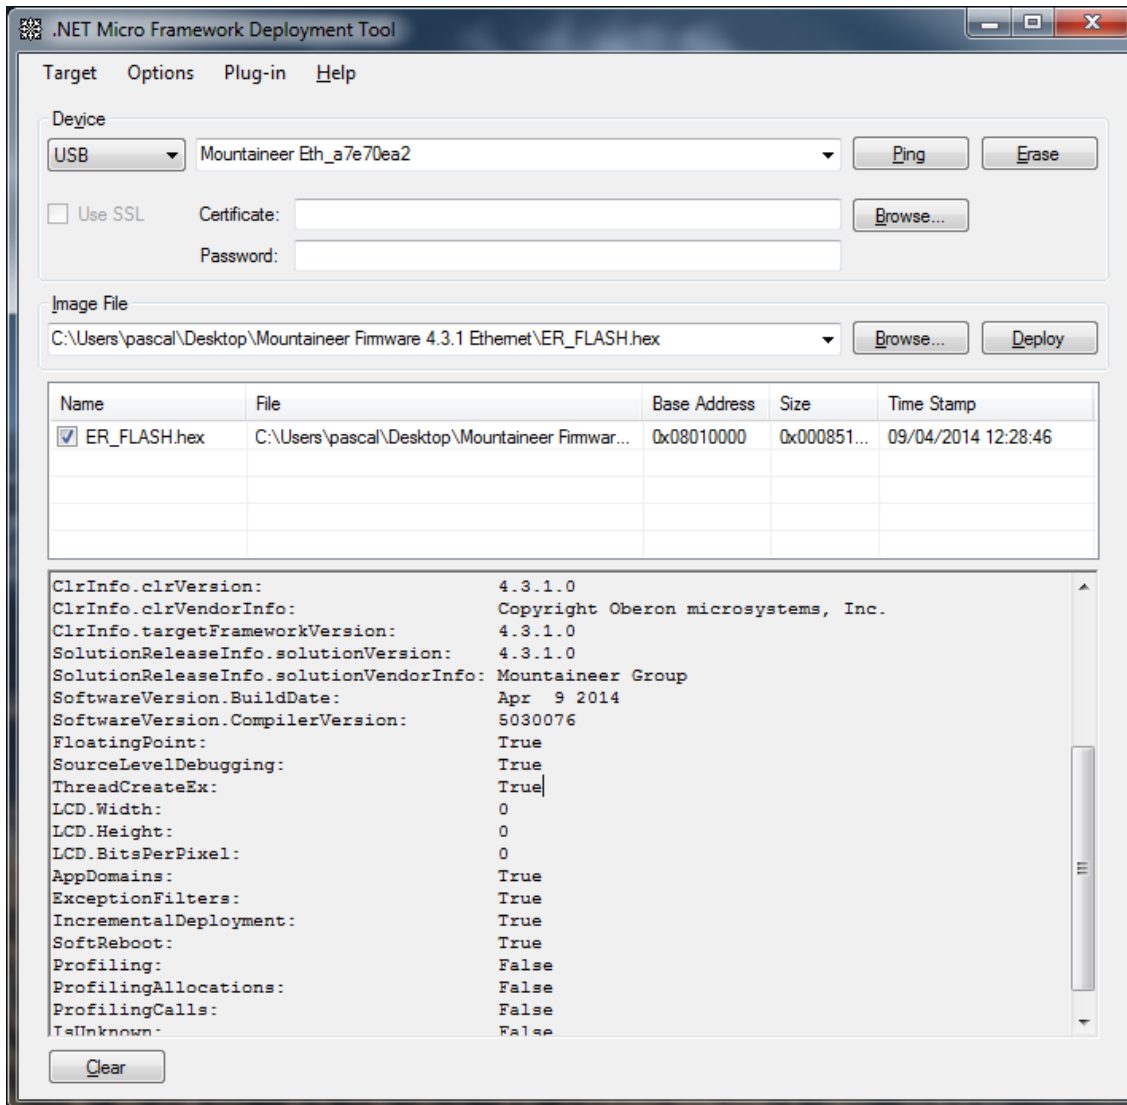 .NET Micro Framework Deployment Tool
Target Options Plug-in Help
Device
USB Mountaineer Eth_a7e70ea2 Ping Erase
Use SSL Certificate: Browse...
Password:
Image File
C:\Users\pascal\Desktop\Mountaineer Firmware 4.3.1 Ethernet\ER_FLASH.hex Browse... Deploy
Name File Base Address Size Time Stamp
ER_FLASH.hex C:\Users\pascal\Desktop\Mountaineer Firmwar... 0x08010000 0x000851... 09/04/2014 12:28:46
ClrInfo.clrVersion: 4.3.1.0
ClrInfo.clrVendorInfo: Copyright Oberon microsystems, Inc.
ClrInfo.targetFrameworkVersion: 4.3.1.0
SolutionReleaseInfo.solutionVersion: 4.3.1.0
SolutionReleaseInfo.solutionVendorInfo: Mountaineer Group
SoftwareVersion.BuildDate: Apr 9 2014
SoftwareVersion.CompilerVersion: 5030076
FloatingPoint: True
SourceLevelDebugging: True
ThreadCreateEx: True
LCD.Width: 0
LCD.Height: 0
LCD.BitsPerPixel: 0
AppDomains: True
ExceptionFilters: True
IncrementalDeployment: True
SoftReboot: True
Profiling: False
ProfilingAllocations: False
ProfilingCalls: False
IsUnknown: False
Clear